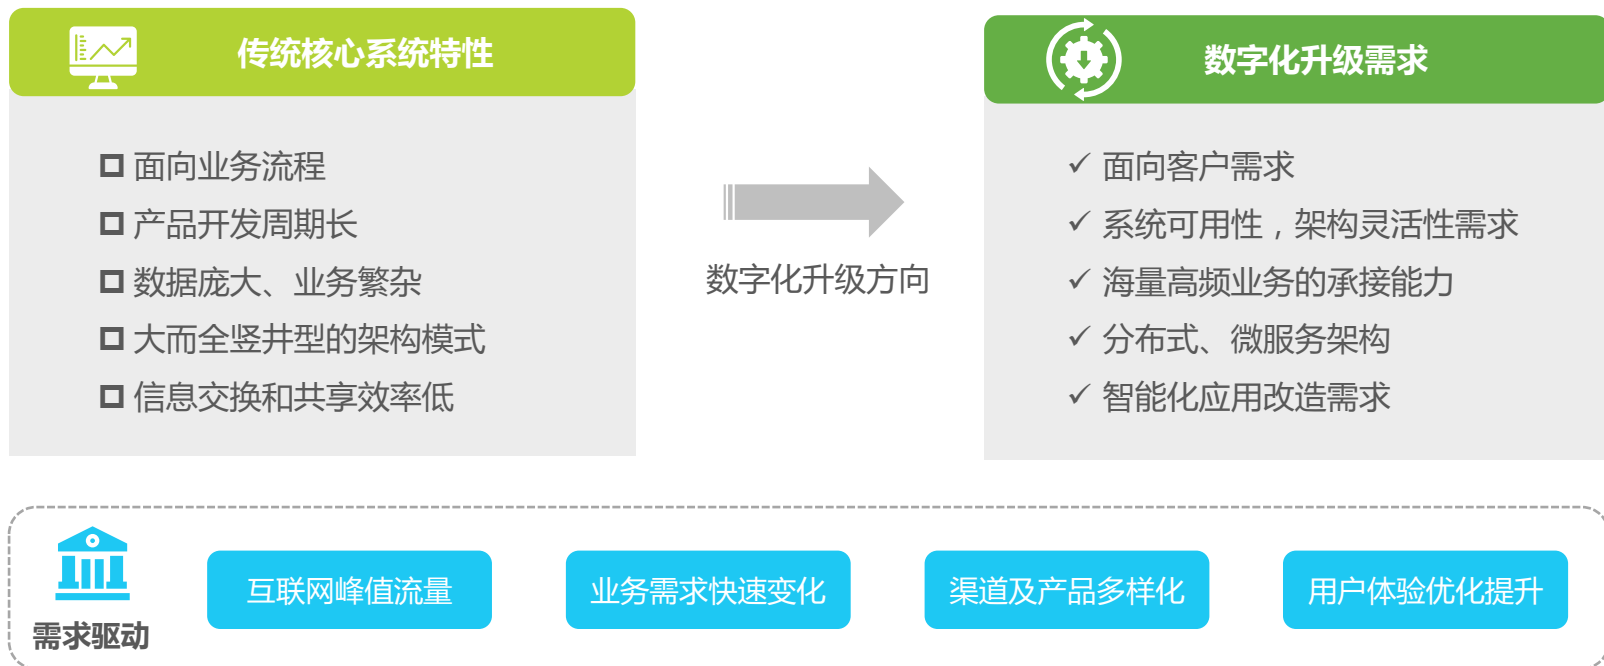 传统核心系统特性
面向业务流程
产品开发周期长
数据庞大、业务繁杂
大而全竖井型的架构模式
信息交换和共享效率低
数字化升级方向
数字化升级需求
面向客户需求
系统可用性，架构灵活性需求
海量高频业务的承接能力
分布式、微服务架构
智能化应用改造需求
需求驱动
互联网峰值流量
业务需求快速变化
渠道及产品多样化
用户体验优化提升